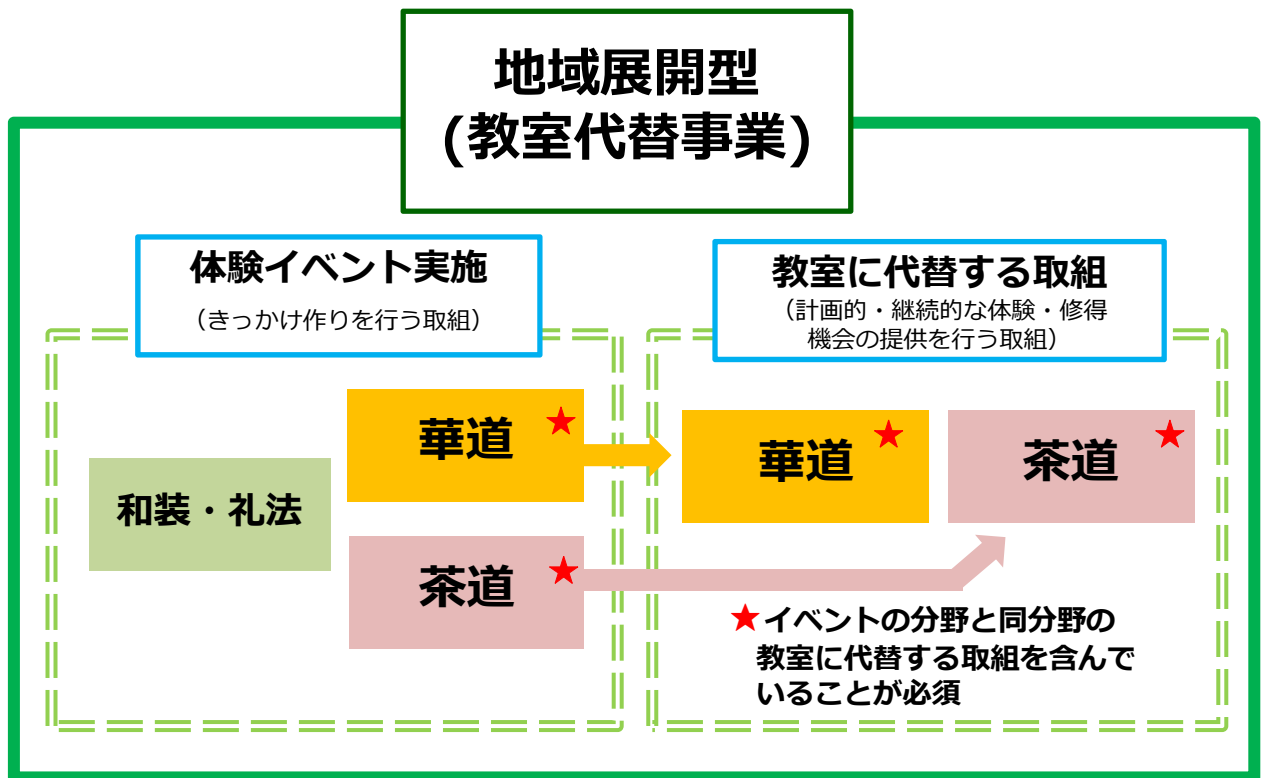 地域展開型
(教室代替事業)
体験イベント実施
（きっかけ作りを行う取組）
和装・礼法
華道 ★
茶道 ★
教室に代替する取組
（計画的・継続的な体験・修得
機会の提供を行う取組）
華道 ★
茶道 ★
★イベントの分野と同分野の
教室に代替する取組を含んで
いることが必須